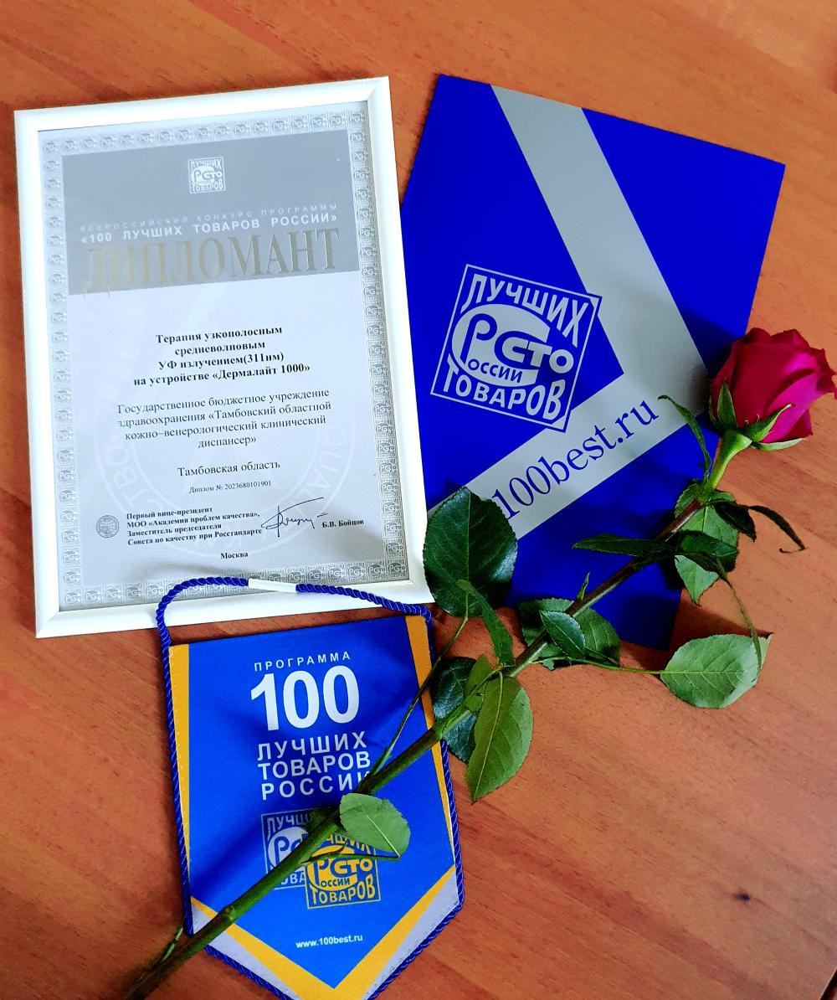 ЛУЧШИХ
РСТО
ТОВАРОВ
ВСЕРОССИЙСКИЙ КОНКУРС ПРОГРАММЫ
«100 ЛУЧШИХ ТОВАРОВ РОССИИ»
ДИПЛОМАНТ
Терапия узкополосным
средневолновым
УФ излучением(311нм)
на устройстве «Дермалайт 1000»
Государственное бюджетное учреждение
здравоохранения «Тамбовский областной
кожно–венерологический клинический
диспансер»
Тамбовская область
Диплом № 2023680101901
Первый вице-президент
МОО «Академия проблем качества»,
Заместитель председателя
Совета по качеству при Росстандарте
Б.В. Бойцов
Москва
ЛУЧШИХ
РСТО
РОССИИ
ТОВАРОВ
100best.ru
ПРОГРАММА
100
ЛУЧШИХ
ТОВАРОВ
РОССИИ
ЛУЧШИХ
РСТО
РОССИИ
ТОВАРОВ
www.100best.ru